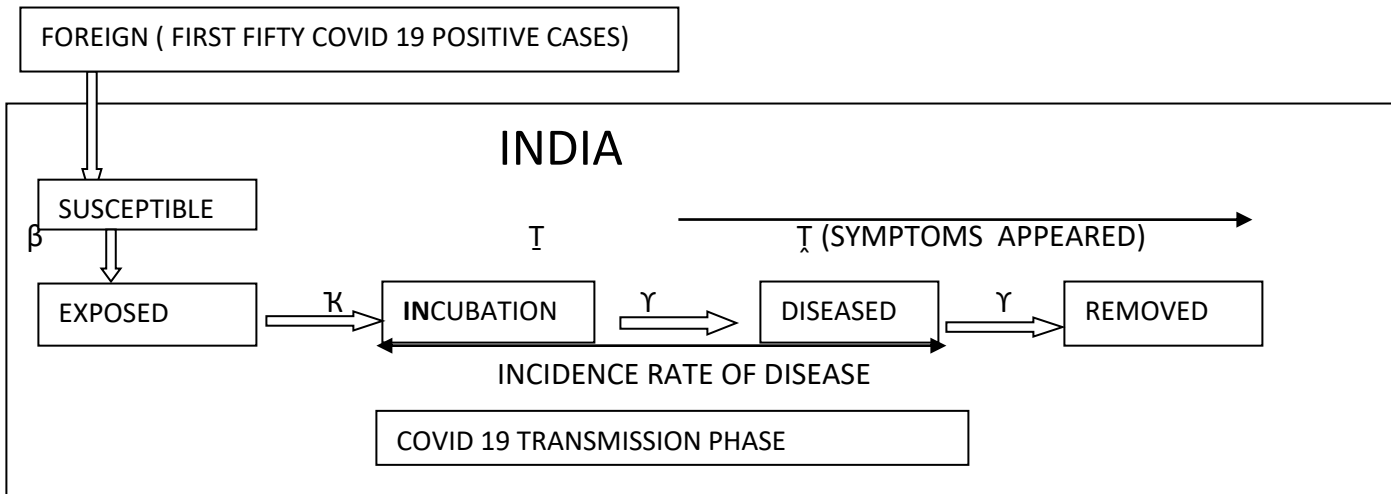 FOREIGN ( FIRST FIFTY COVID 19 POSITIVE CASES)
INDIA
SUSCEPTIBLE
β
T̲
Ṱ (SYMPTOMS APPEARED)
EXPOSED
Ҡ
INCUBATION
ϒ
DISEASED
ϒ
REMOVED
INCIDENCE RATE OF DISEASE
COVID 19 TRANSMISSION PHASE